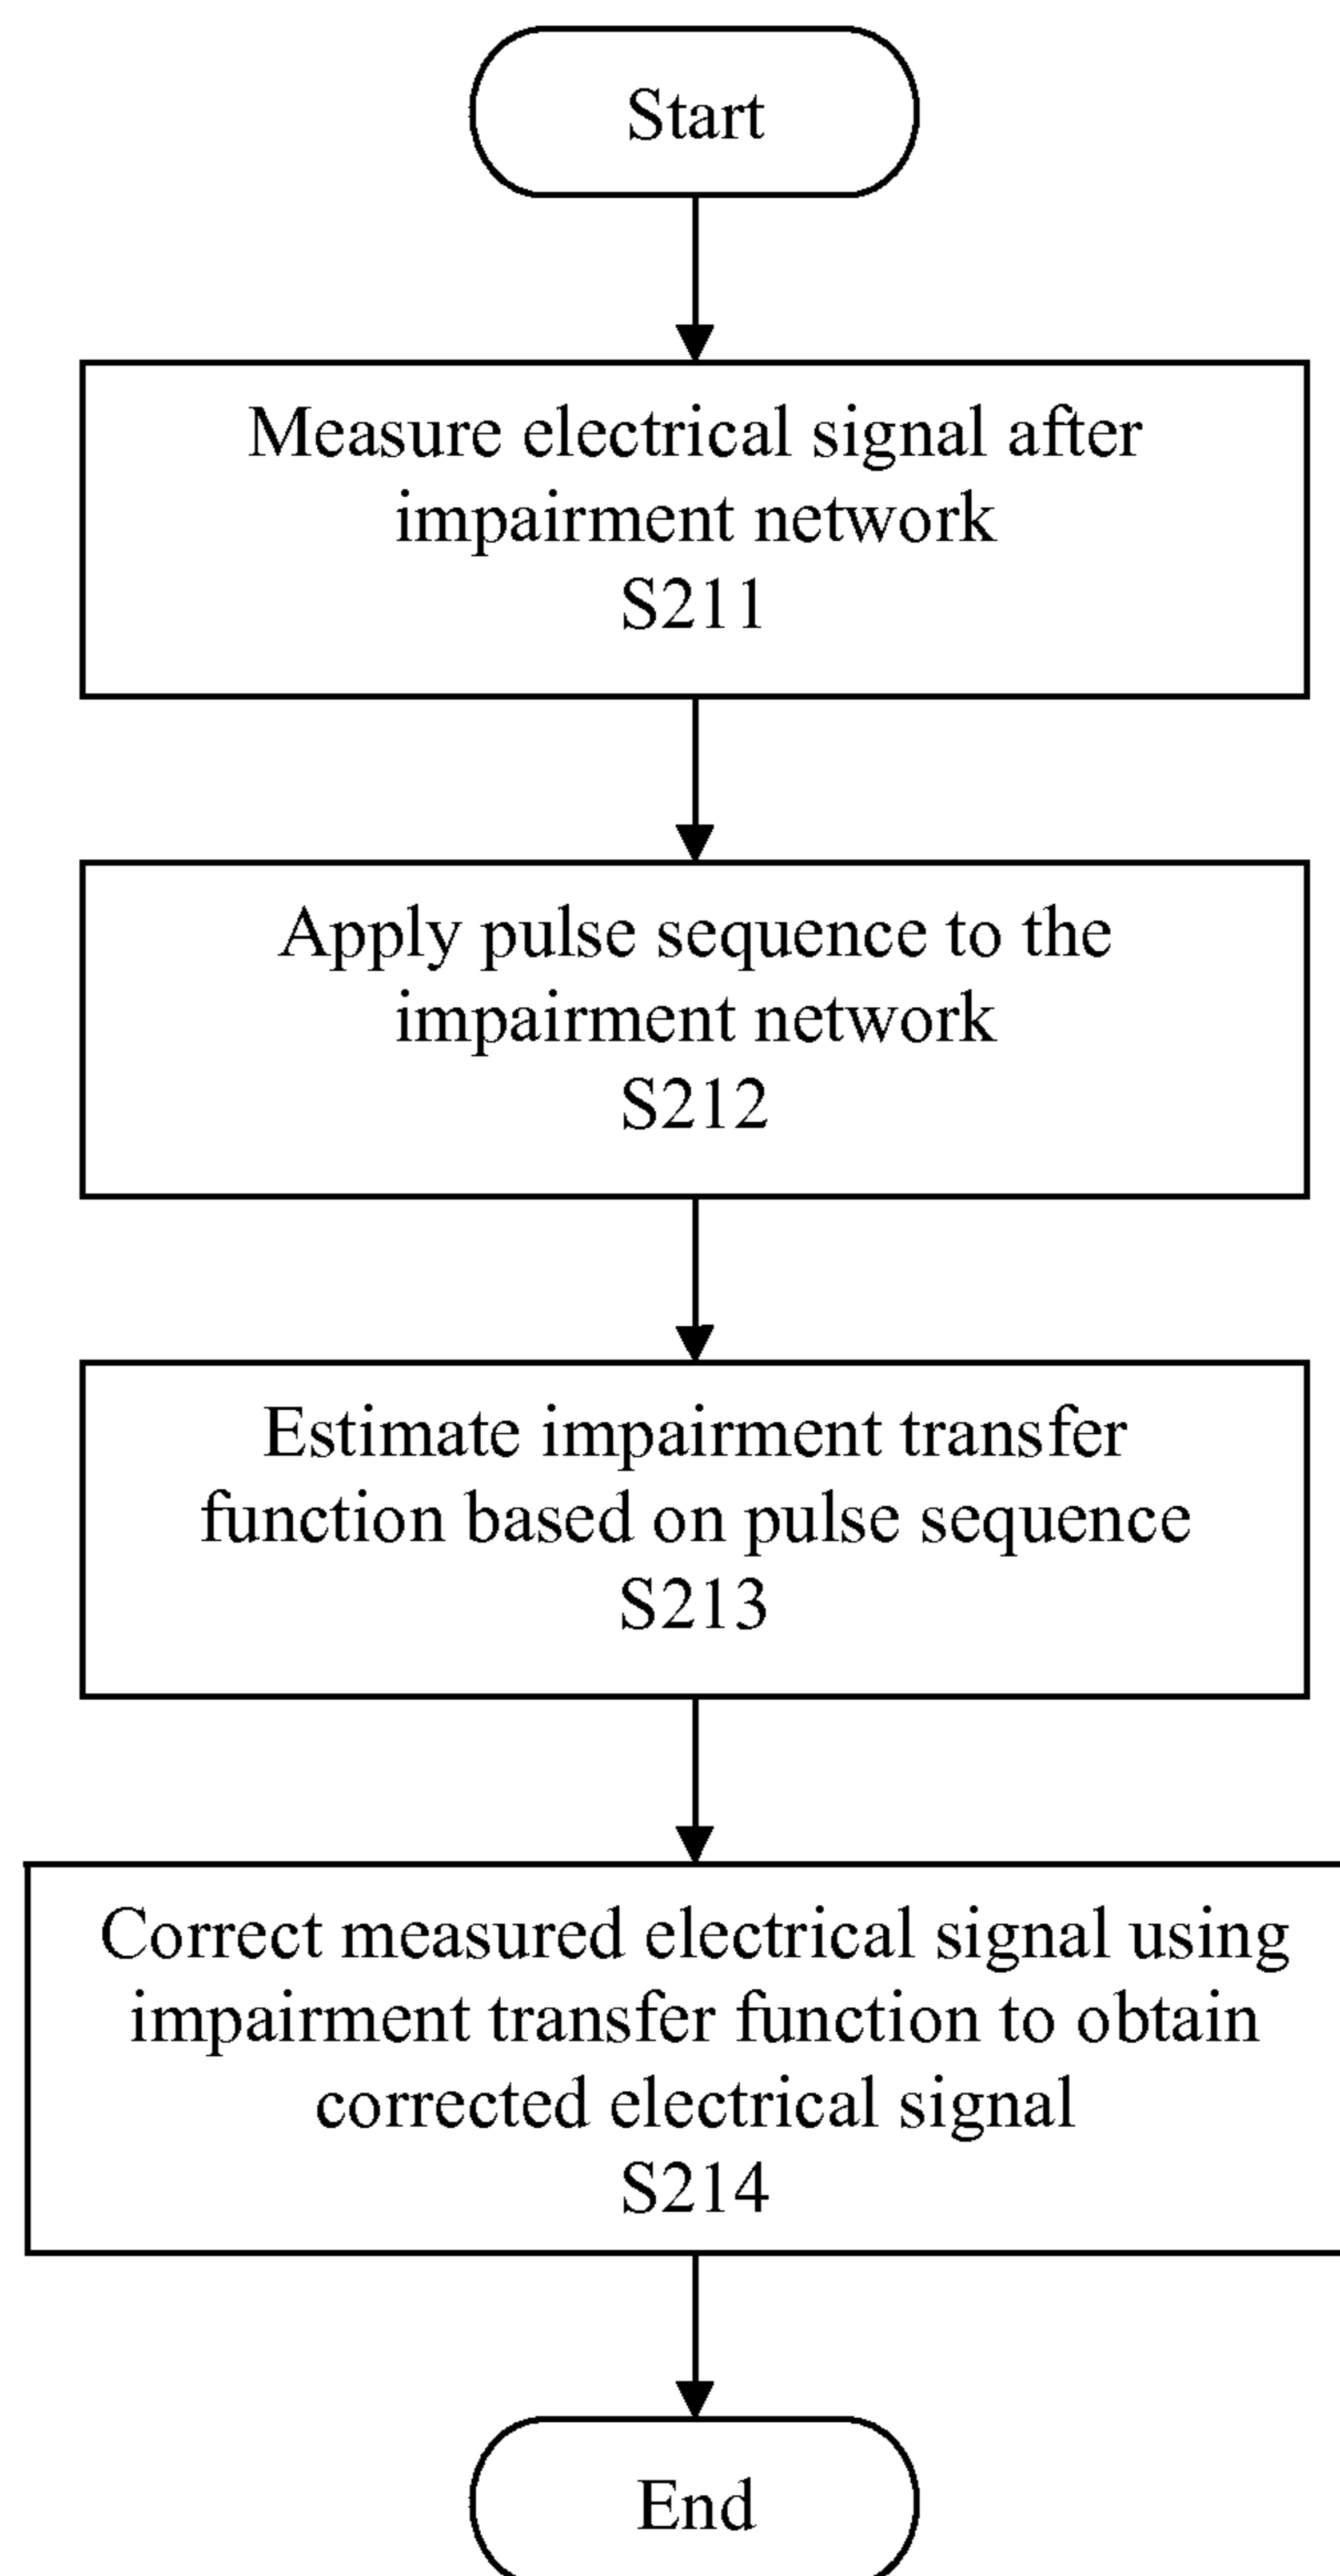 Start
Measure electrical signal after
impairment network
S211
Apply pulse sequence to the
impairment network
S212
Estimate impairment transfer
function based on pulse sequence
S213
Correct measured electrical signal using
impairment transfer function to obtain
corrected electrical signal
S214
End